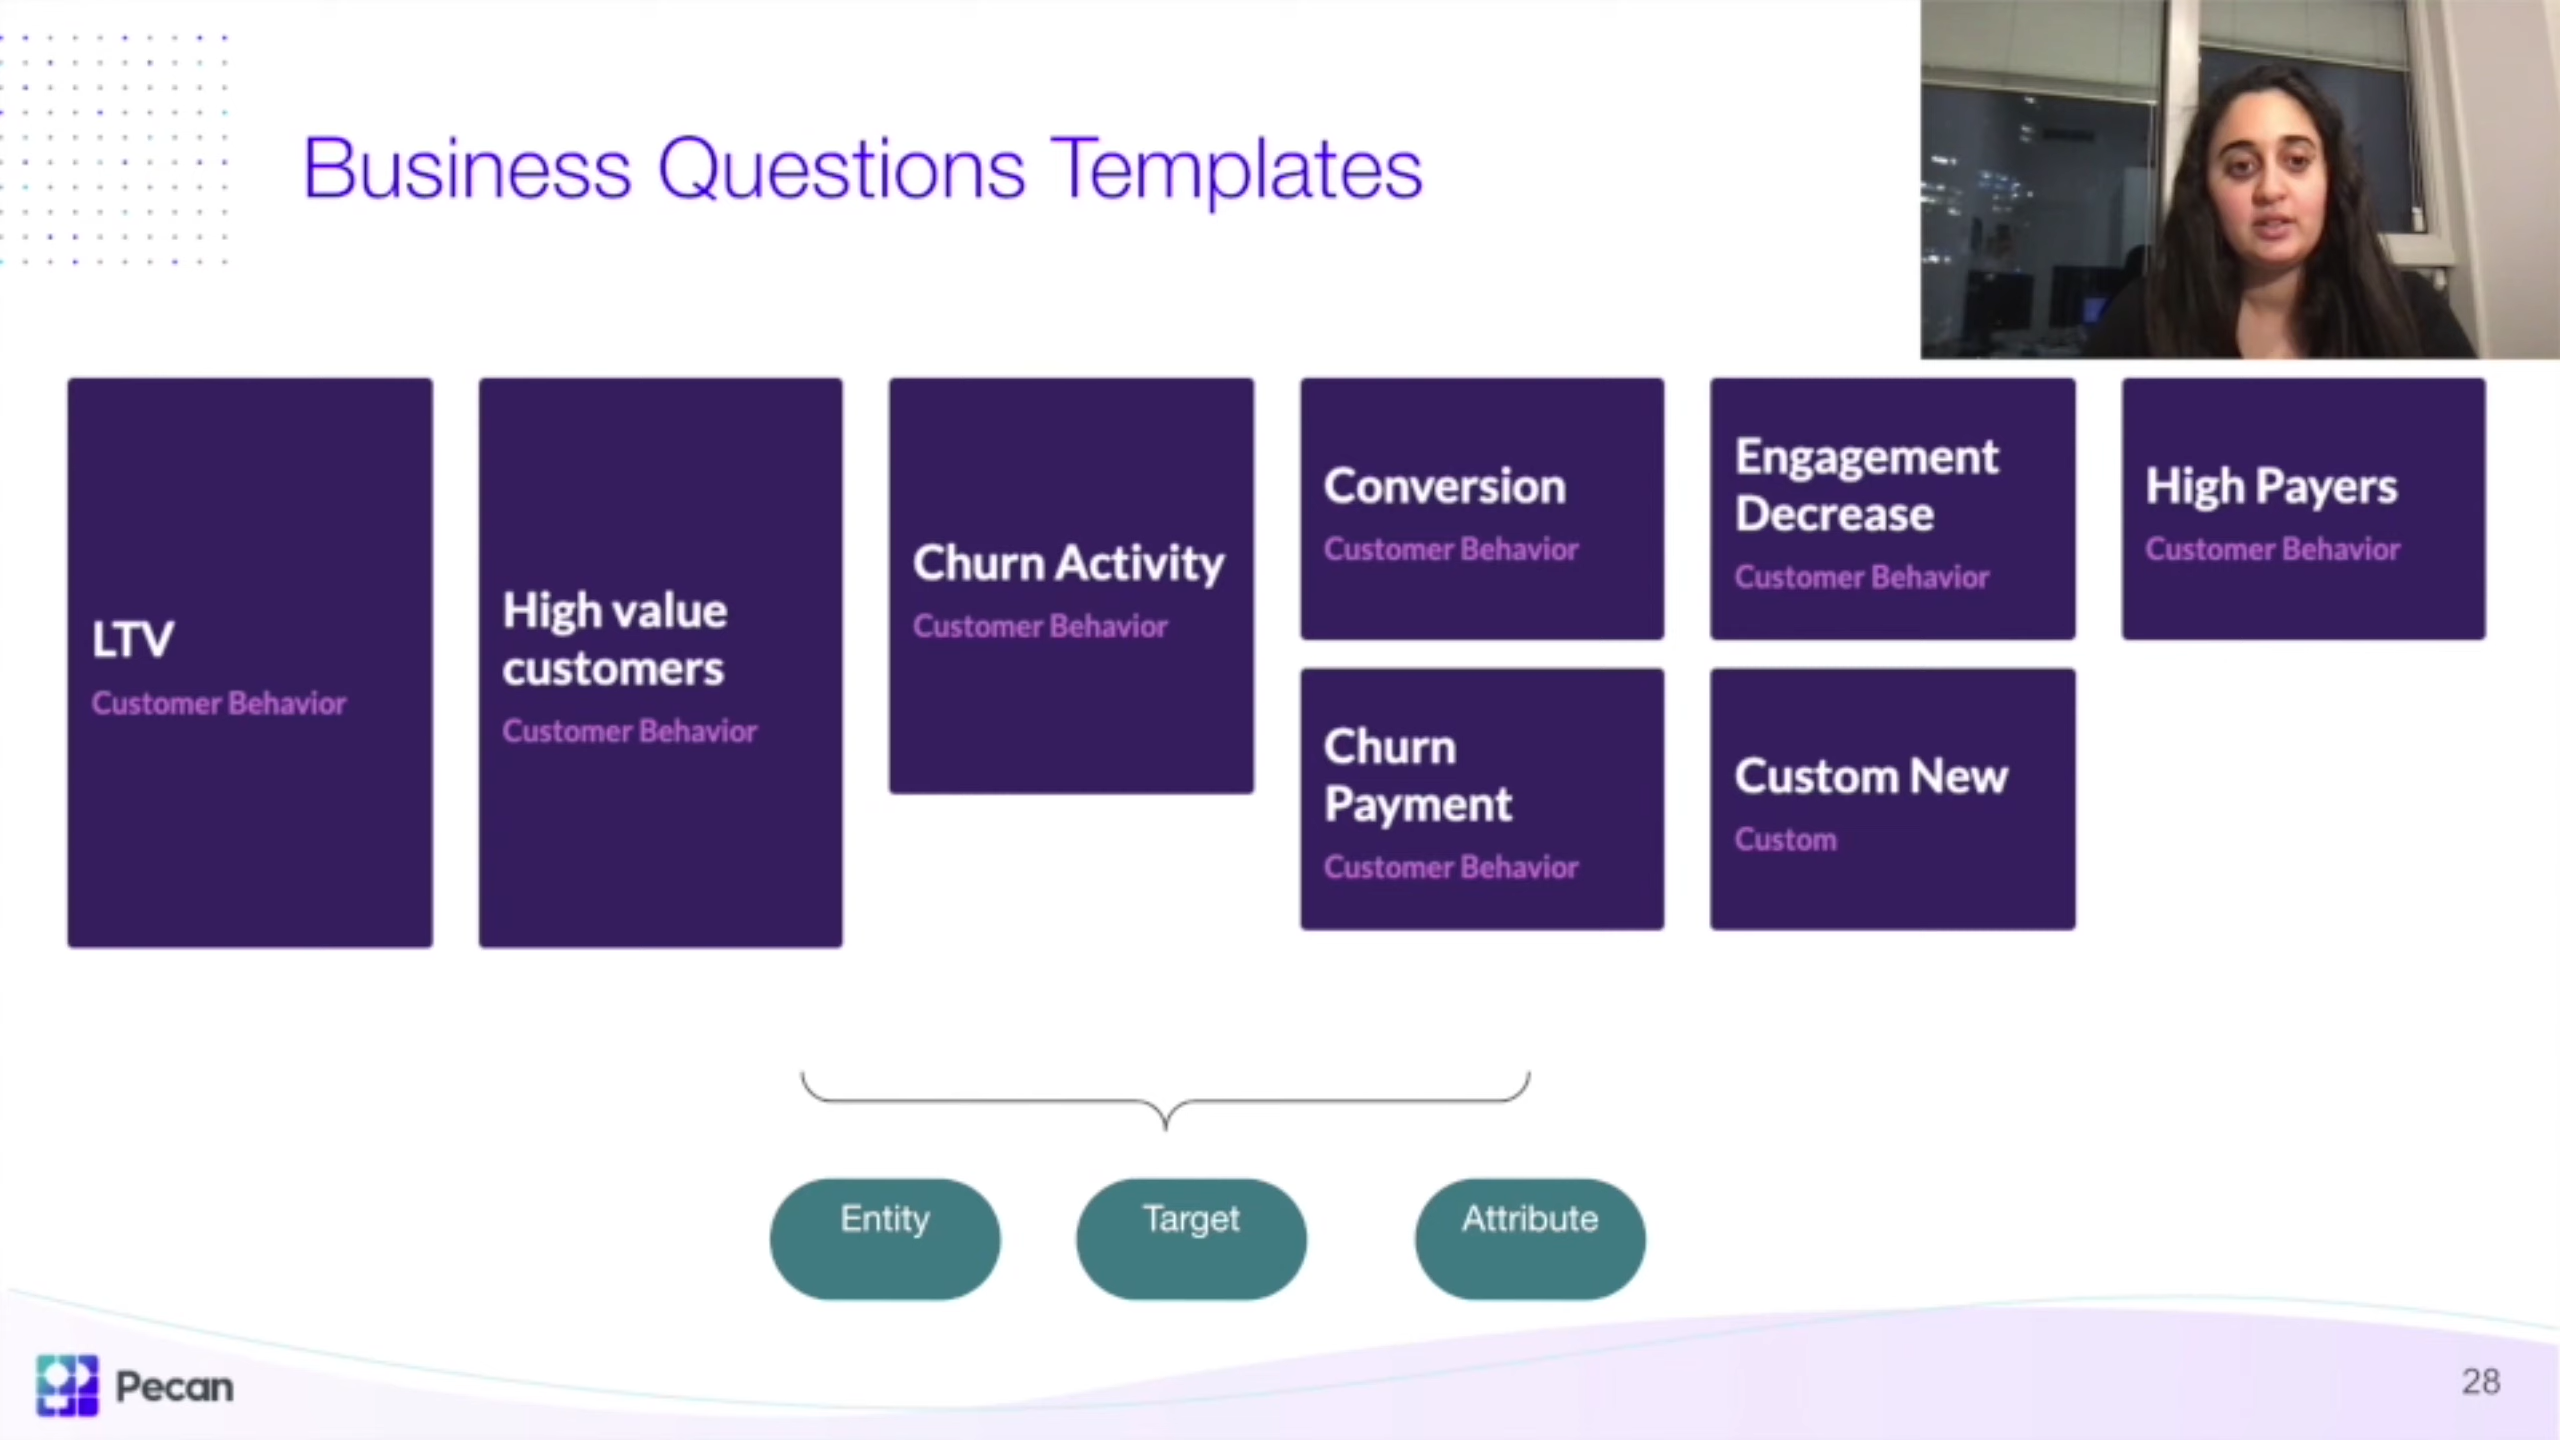 Business Questions Templates
LTV
Customer Behavior
High value
customers
Customer Behavior
Churn Activity
Customer Behavior
Conversion
Customer Behavior
Churn
Payment
Customer Behavior
Engagement
Decrease
Customer Behavior
Custom New
Custom
High Payers
Customer Behavior
Entity
Target
Attribute
Pecan
28